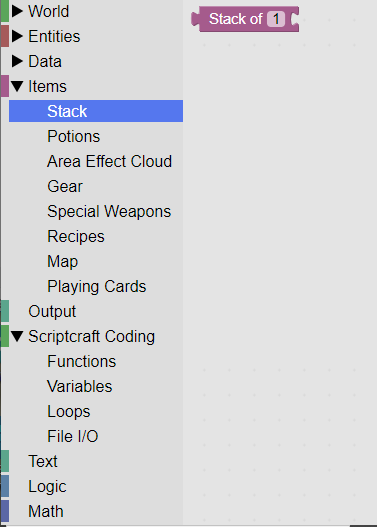 World
Stack of 1
Entities
Data
Items
Stack
Potions
Area Effect Cloud
Gear
Special Weapons
Recipes
Map
Playing Cards
Output
Scriptcraft Coding
Functions
Variables
Loops
File I/O
Text
Logic
Math